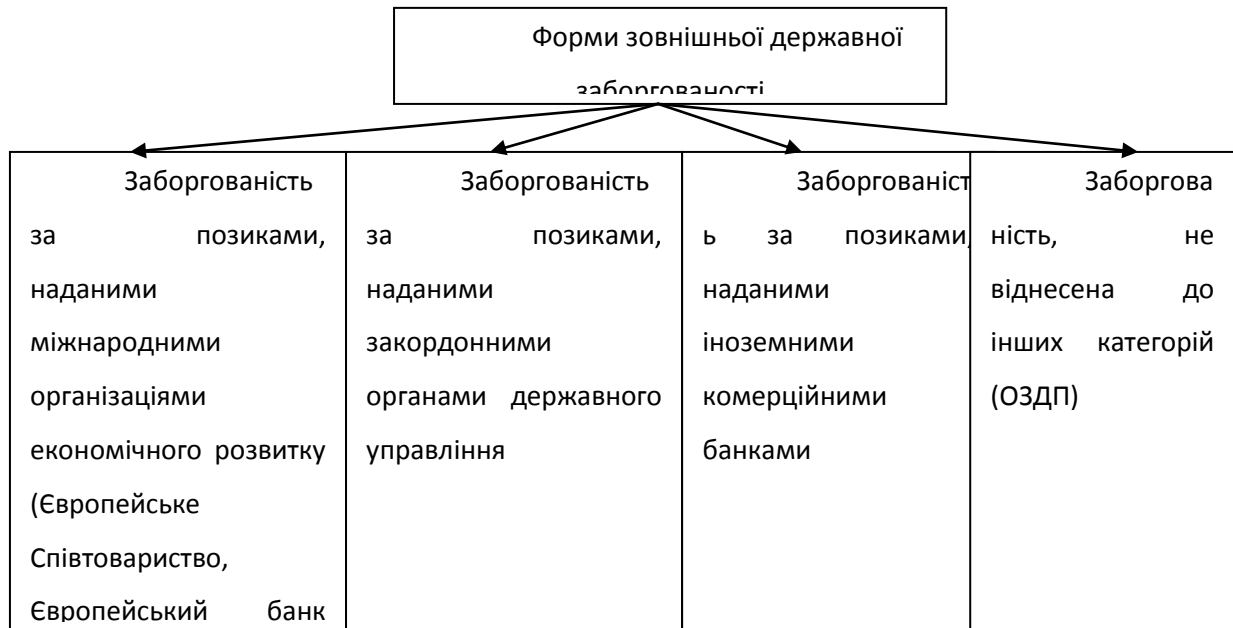 Форми зовнішньої державної
заборгованості
Заборгованість
за позиками,
наданими
міжнародними
організаціями
економічного розвитку
(Європейське
Співтовариство,
Європейський банк
Заборгованість
за позиками,
наданими
закордонними
органами державного
управління
Заборгованіст
ь за позиками,
наданими
іноземними
комерційними
банками
Заборгова
ність, не
віднесена до
інших категорій
(ОЗДП)